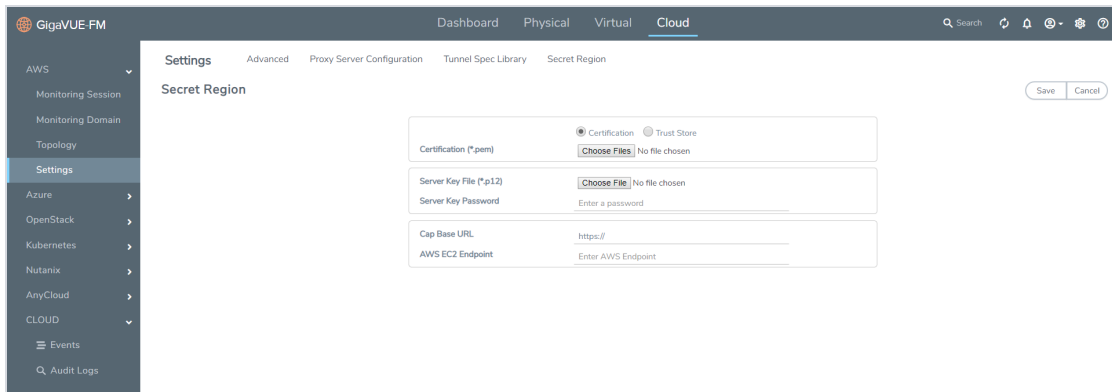 GigaVUE-FM
Dashboard Physical Virtual Cloud
Search
AWS
Monitoring Session
Monitoring Domain
Topology
Settings
Azure
OpenStack
Kubernetes
Nutanix
AnyCloud
CLOUD
Events
Audit Logs
Settings Advanced Proxy Server Configuration Tunnel Spec Library Secret Region
Secret Region
Save Cancel
Certification Trust Store
Certification (*.pem) Choose Files No file chosen
Server Key File (*.p12) Choose File No file chosen
Server Key Password Enter a password
Cap Base URL https://
AWS EC2 Endpoint Enter AWS Endpoint